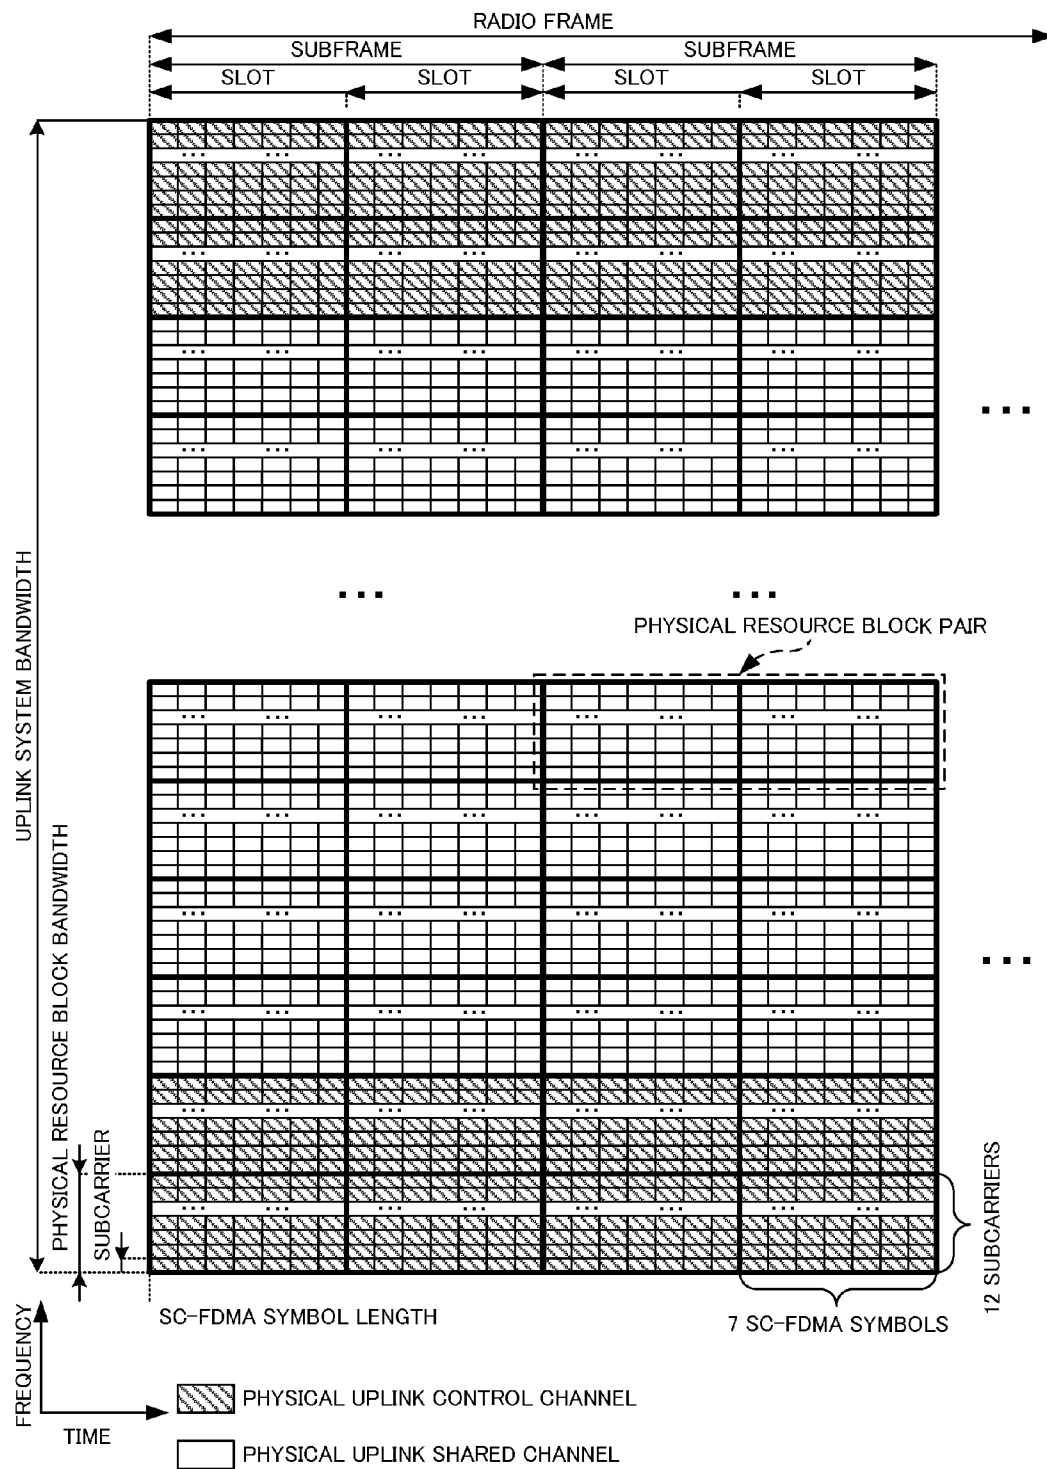 RADIO FRAME
SUBFRAME SUBFRAME
SLOT SLOT SLOT SLOT
UPLINK SYSTEM BANDWIDTH
PHYSICAL RESOURCE BLOCK PAIR
PHYSICAL RESOURCE BLOCK BANDWIDTH
SUBCARRIER
12 SUBCARRIERS
SC-FDMA SYMBOL LENGTH
7 SC-FDMA SYMBOLS
FREQUENCY
TIME
PHYSICAL UPLINK CONTROL CHANNEL
PHYSICAL UPLINK SHARED CHANNEL